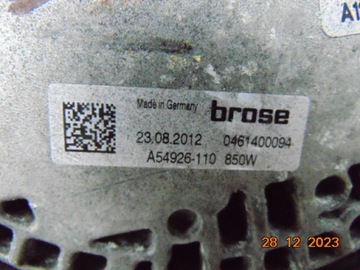 Made in Germany brose
23.08.2012 0461400094
A54926-110 850W
28 12 2023